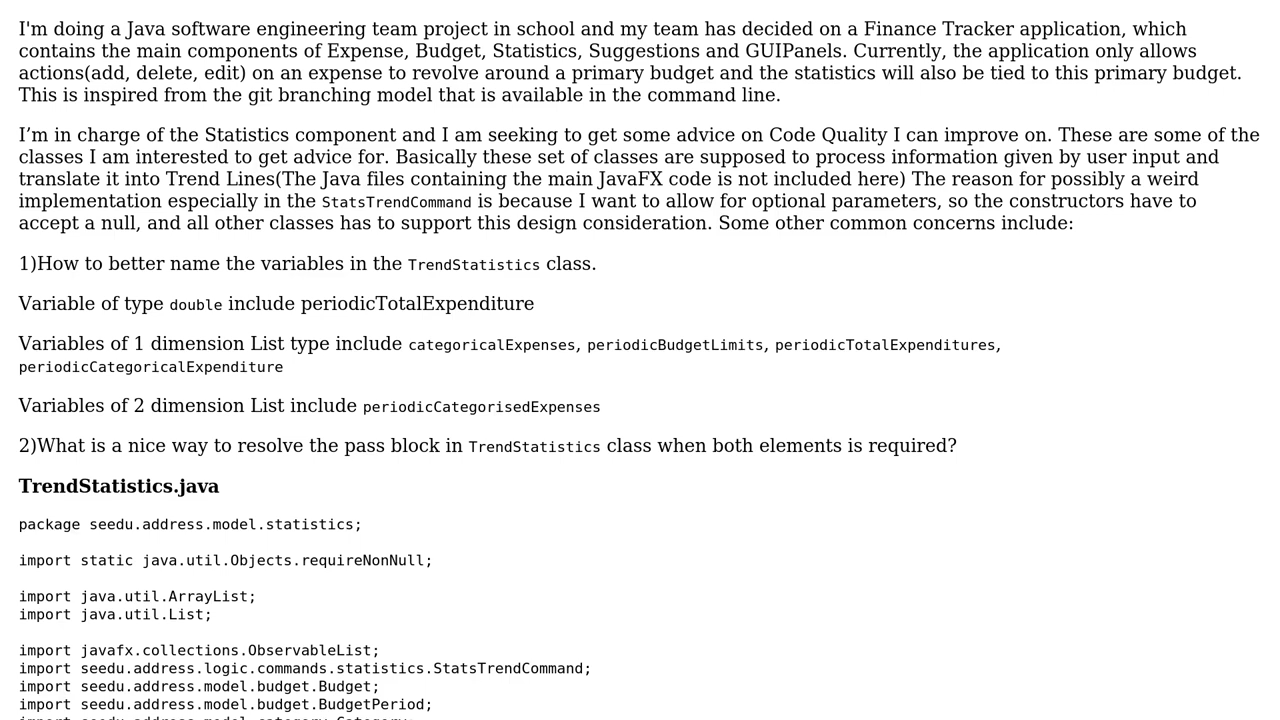 I'm doing a Java software engineering team project in school and my team has decided on a Finance Tracker application, which
contains the main components of Expense, Budget, Statistics, Suggestions and GUIPanels. Currently, the application only allows
actions(add, delete, edit) on an expense to revolve around a primary budget and the statistics will also be tied to this primary budget.
This is inspired from the git branching model that is available in the command line.
I’m in charge of the Statistics component and I am seeking to get some advice on Code Quality I can improve on. These are some of the
classes I am interested to get advice for. Basically these set of classes are supposed to process information given by user input and
translate it into Trend Lines(The Java files containing the main JavaFX code is not included here) The reason for possibly a weird
implementation especially in the StatsTrendCommand is because I want to allow for optional parameters, so the constructors have to
accept a null, and all other classes has to support this design consideration. Some other common concerns include:
1)How to better name the variables in the TrendStatistics class.
Variable of type double include periodicTotalExpenditure
Variables of 1 dimension List type include categoricalExpenses, periodicBudgetLimits, periodicTotalExpenditures,
periodicCategoricalExpenditure
Variables of 2 dimension List include periodicCategorisedExpenses
2)What is a nice way to resolve the pass block in TrendStatistics class when both elements is required?
TrendStatistics.java
package seedu.address.model.statistics;
import static java.util.Objects.requireNonNull;
import java.util.ArrayList;
import java.util.List;
import javafx.collections.ObservableList;
import seedu.address.logic.commands.statistics.StatsTrendCommand;
import seedu.address.model.budget.Budget;
import seedu.address.model.budget.BudgetPeriod;
import seedu.address.model.category.Category;